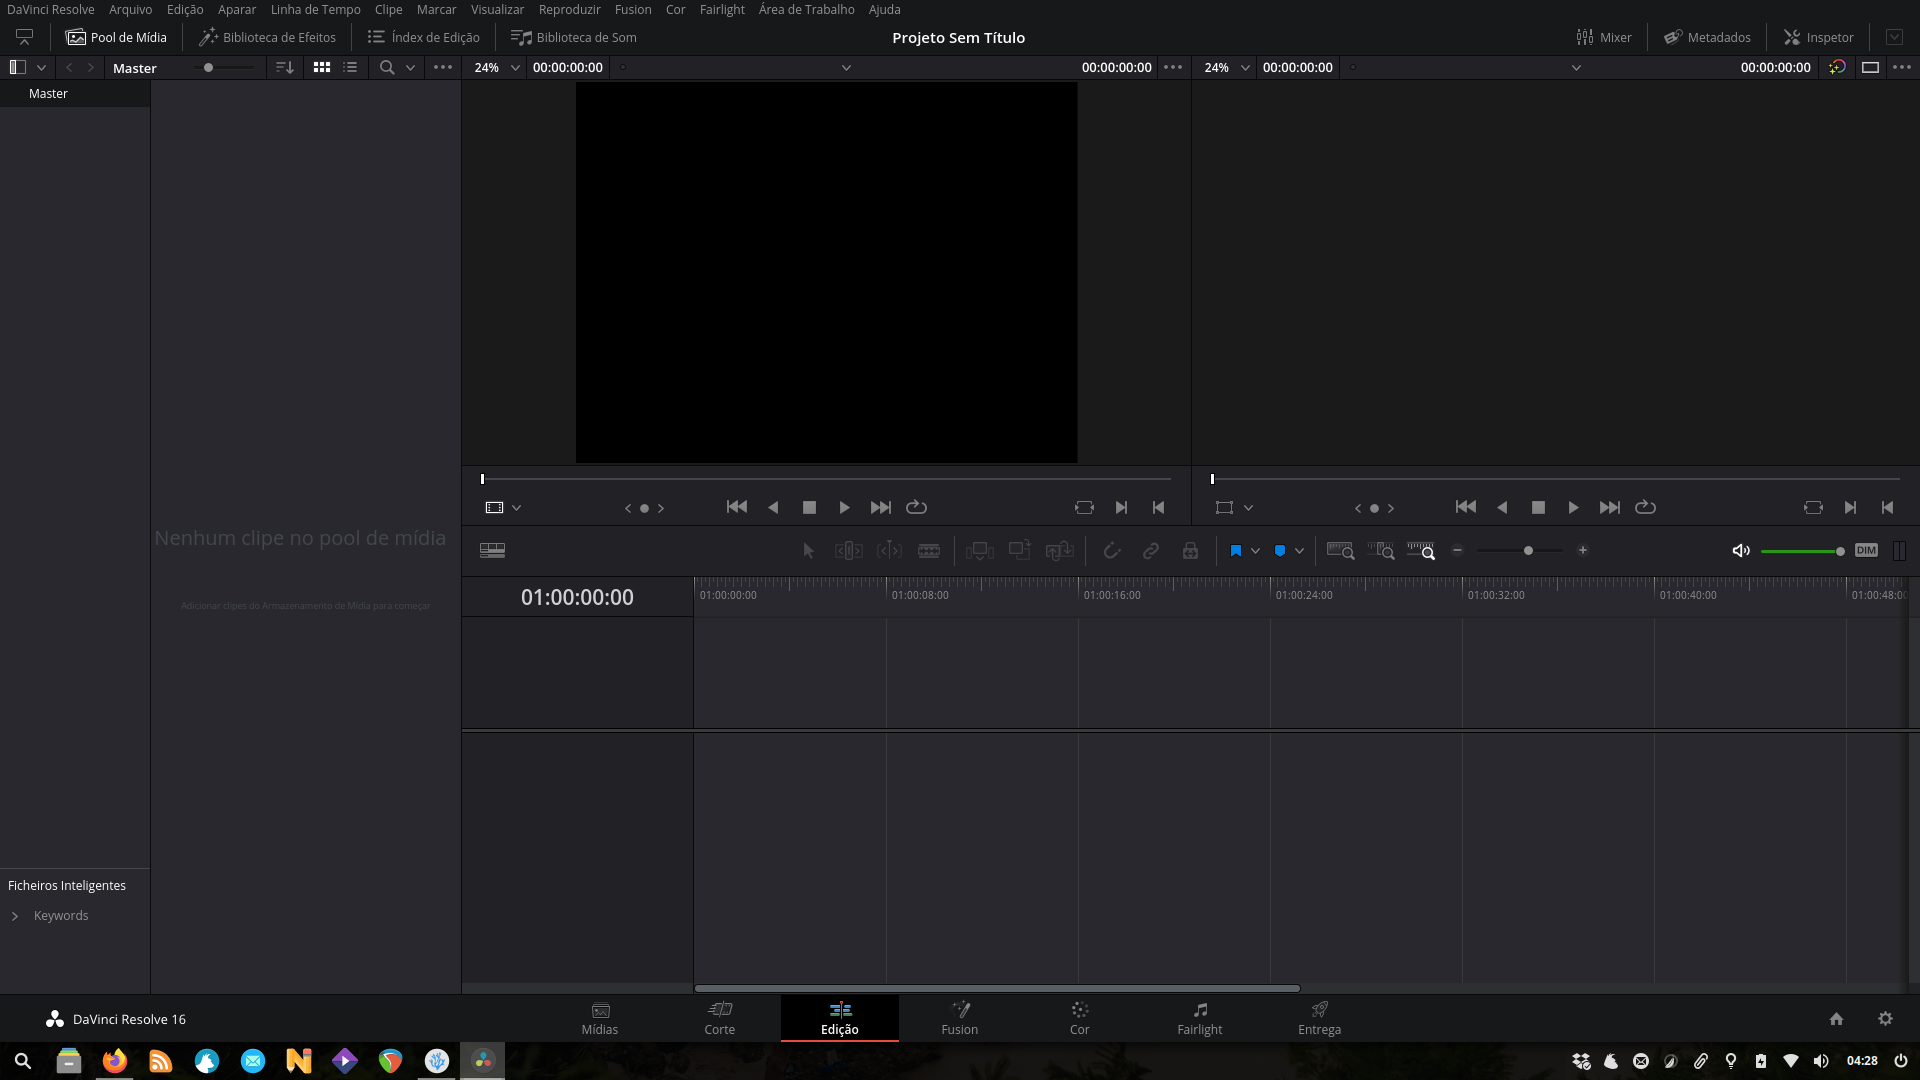 DaVinci Resolve Arquivo Edição Aparar Linha de Tempo Clipe Marcar Visualizar Reproduzir Fusion Cor Fairlight Área de Trabalho Ajuda
Pool de Mídia Biblioteca de Efeitos Índex de Edição Biblioteca de Som Projeto Sem Título Mixer Metadados Inspetor
Master 24% 00:00:00:00 00:00:00:00 24% 00:00:00:00 00:00:00:00
Master
Nenhum clipe no pool de mídia
Adicionar clipes do Armazenamento de Mídia para começar
DIM
01:00:00:00 01:00:00:00 01:00:08:00 01:00:16:00 01:00:24:00 01:00:32:00 01:00:40:00 01:00:48:00
Ficheiros Inteligentes
Keywords
DaVinci Resolve 16 Mídias Corte Edição Fusion Cor Fairlight Entrega
04:28